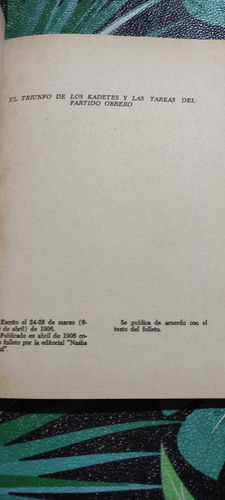 EL TRIUNFO DE LOS KADETES Y LAS TAREAS DEL
PARTIDO OBRERO
Escrito el 24-28 de marzo (6-
de abril) de 1906.
Publicado en abril de 1906 co-
folleto por la editorial "Nasha
Se publica de acuerdo con el
texto del folleto.